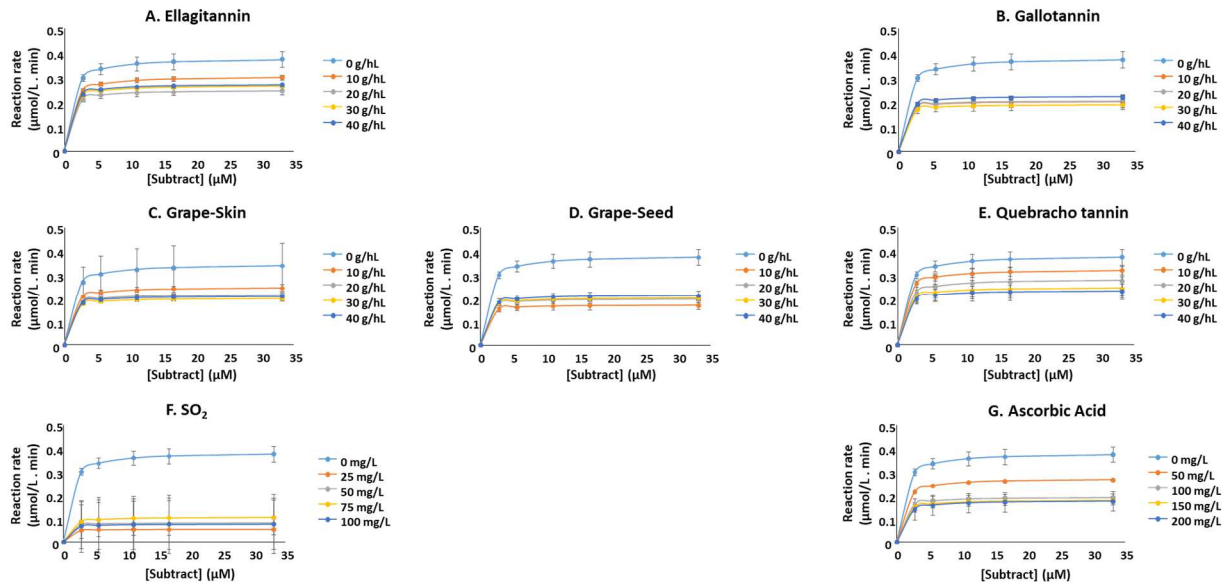 A. Ellagitannin
Reaction rate
(µmol/L . min)
0.5
0.4
0.3
0.2
0.1
0
0 5 10 15 20 25 30 35
[Subtract] (µM)
0 g/hL
10 g/hL
20 g/hL
30 g/hL
40 g/hL
B. Gallotannin
Reaction rate
(µmol/L . min)
0.5
0.4
0.3
0.2
0.1
0
0 5 10 15 20 25 30 35
[Subtract] (µM)
0 g/hL
10 g/hL
20 g/hL
30 g/hL
40 g/hL
C. Grape-Skin
Reaction rate
(µmol/L . min)
0.5
0.4
0.3
0.2
0.1
0
0 5 10 15 20 25 30 35
[Subtract] (µM)
0 g/hL
10 g/hL
20 g/hL
30 g/hL
40 g/hL
D. Grape-Seed
Reaction rate
(µmol/L . min)
0.5
0.4
0.3
0.2
0.1
0
0 5 10 15 20 25 30 35
[Subtract] (µM)
0 g/hL
10 g/hL
20 g/hL
30 g/hL
40 g/hL
E. Quebracho tannin
Reaction rate
(µmol/L . min)
0.5
0.4
0.3
0.2
0.1
0
0 5 10 15 20 25 30 35
[Subtract] (µM)
0 g/hL
10 g/hL
20 g/hL
30 g/hL
40 g/hL
F. SO₂
Reaction rate
(µmol/L . min)
0.5
0.4
0.3
0.2
0.1
0
0 5 10 15 20 25 30 35
[Subtract] (µM)
0 mg/L
25 mg/L
50 mg/L
75 mg/L
100 mg/L
G. Ascorbic Acid
Reaction rate
(µmol/L . min)
0.5
0.4
0.3
0.2
0.1
0
0 5 10 15 20 25 30 35
[Subtract] (µM)
0 mg/L
50 mg/L
100 mg/L
150 mg/L
200 mg/L